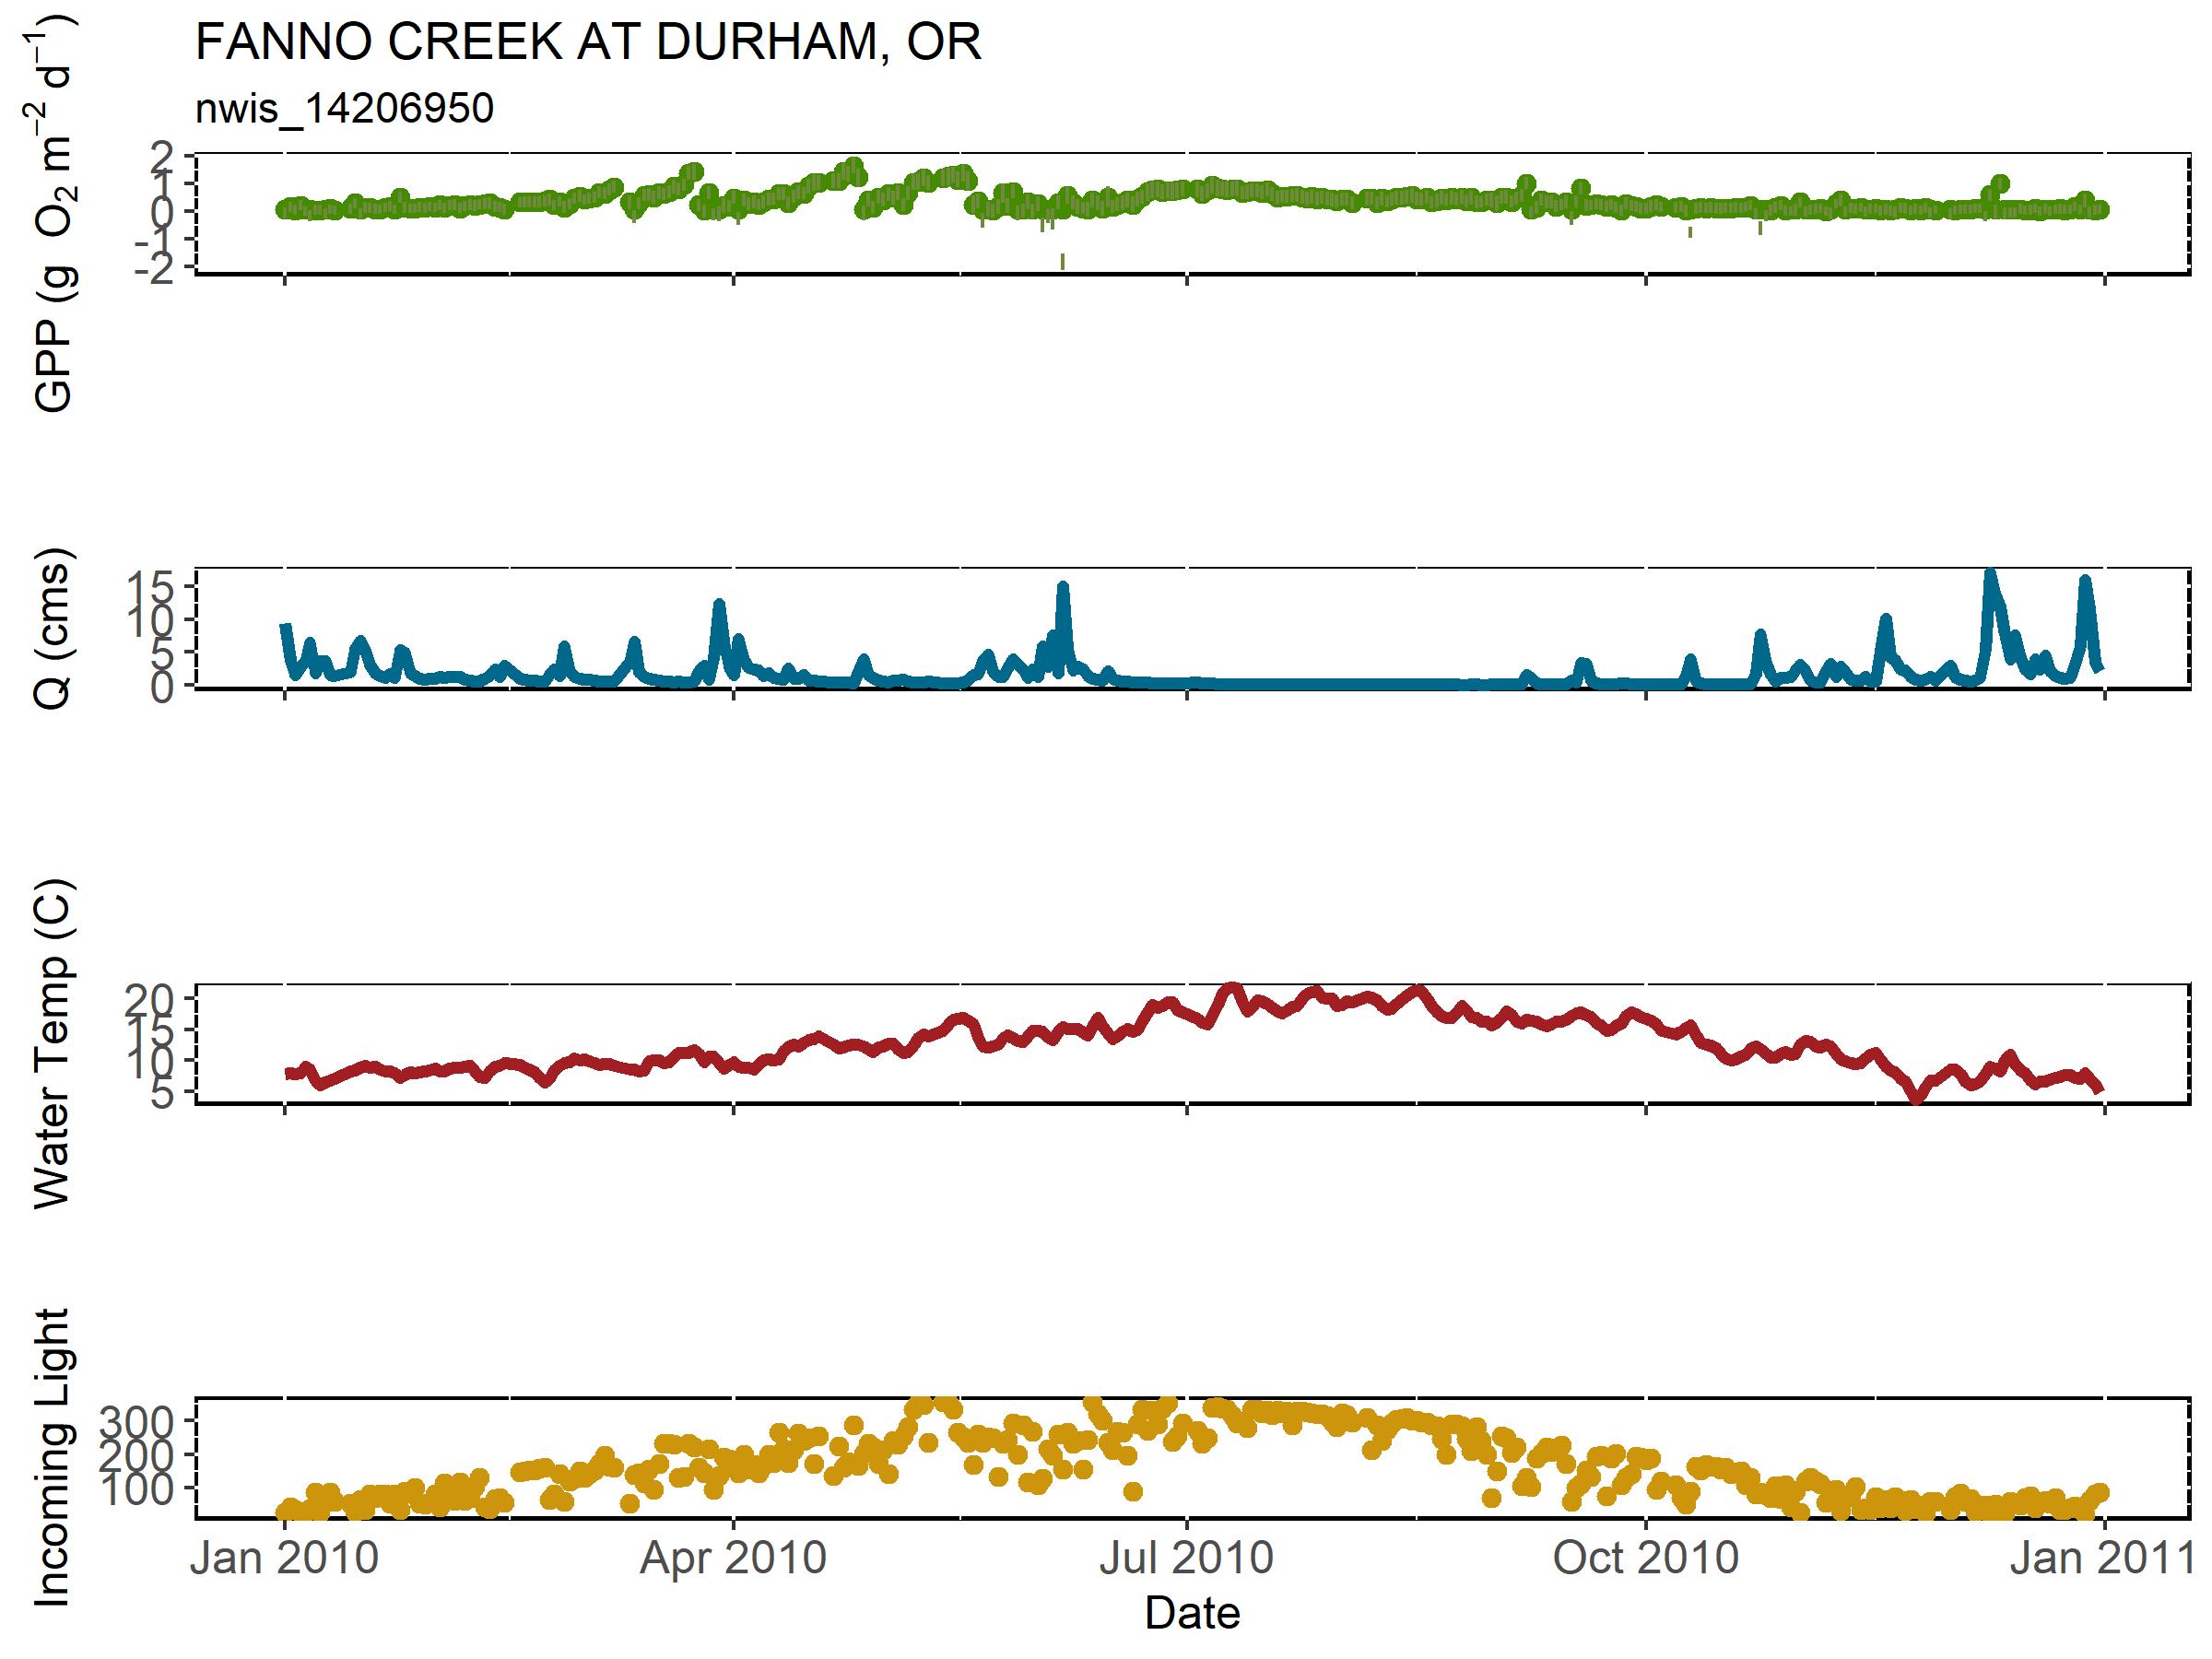 FANNO CREEK AT DURHAM, OR
nwis_14206950
GPP (g O₂ m⁻² d⁻¹)
2
1
0
-1
-2
Q (cms)
15
10
5
0
Water Temp (C)
20
15
10
5
Incoming Light
300
200
100
Jan 2010
Apr 2010
Jul 2010
Oct 2010
Jan 2011
Date